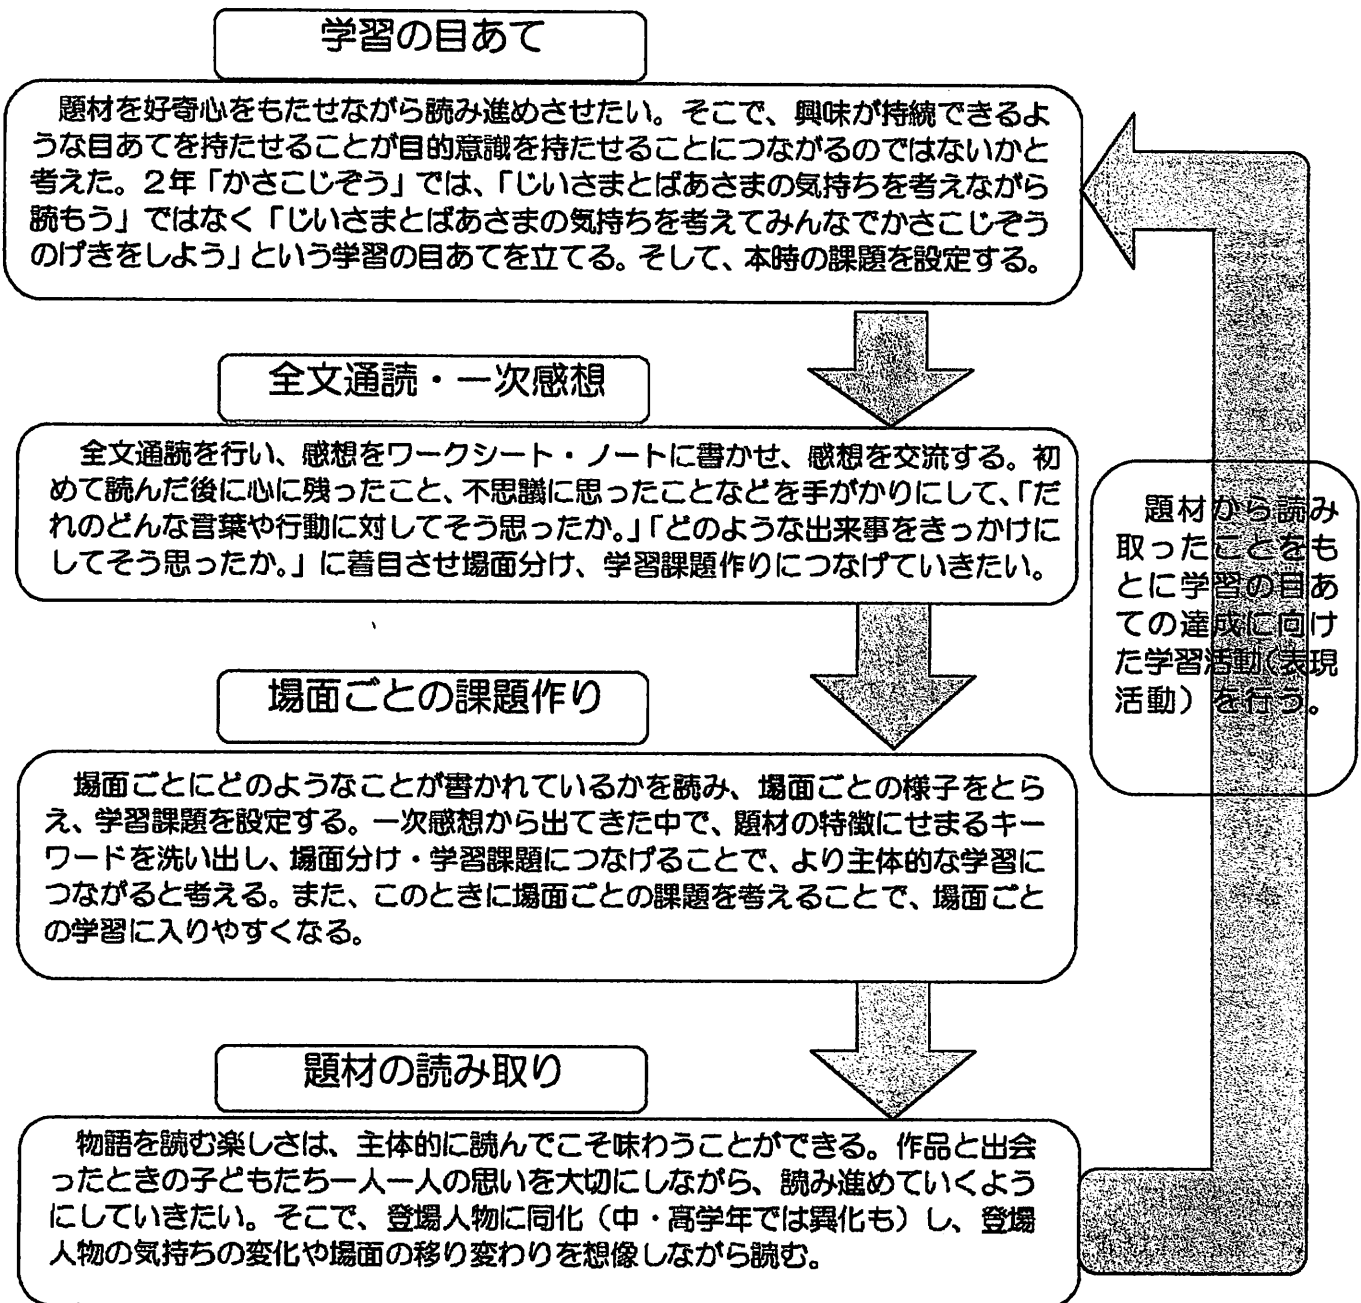 学習の目あて
題材を好奇心をもたせながら読み進めさせたい。そこで、興味が持続できるよ
うな目あてを持たせることが目的意識を持たせることにつながるのではないかと
考えた。2年「かさこじぞう」では、「じいさまとばあさまの気持ちを考えながら
読もう」ではなく「じいさまとばあさまの気持ちを考えてみんなでかさこじぞう
のげきをしよう」という学習の目あてを立てる。そして、本時の課題を設定する。
全文通読・一次感想
全文通読を行い、感想をワークシート・ノートに書かせ、感想を交流する。初
めて読んだ後に心に残ったこと、不思議に思ったことなどを手がかりにして、「だ
れのどんな言葉や行動に対してそう思ったか。」「どのような出来事をきっかけに
してそう思ったか。」に着目させ場面分け、学習課題作りにつなげていきたい。
場面ごとの課題作り
場面ごとにどのようなことが書かれているかを読み、場面ごとの様子をとら
え、学習課題を設定する。一次感想から出てきた中で、題材の特徴にせまるキー
ワードを洗い出し、場面分け・学習課題につなげることで、より主体的な学習に
つながると考える。また、このときに場面ごとの課題を考えることで、場面ごと
の学習に入りやすくなる。
題材の読み取り
物語を読む楽しさは、主体的に読んでこそ味わうことができる。作品と出会
ったときの子どもたち一人一人の思いを大切にしながら、読み進めていくよう
にしていきたい。そこで、登場人物に同化（中・高学年では異化も）し、登場
人物の気持ちの変化や場面の移り変わりを想像しながら読む。
題材から読み
取ったことをも
とに学習の目あ
ての達成に向け
た学習活動（表現
活動）を行う。